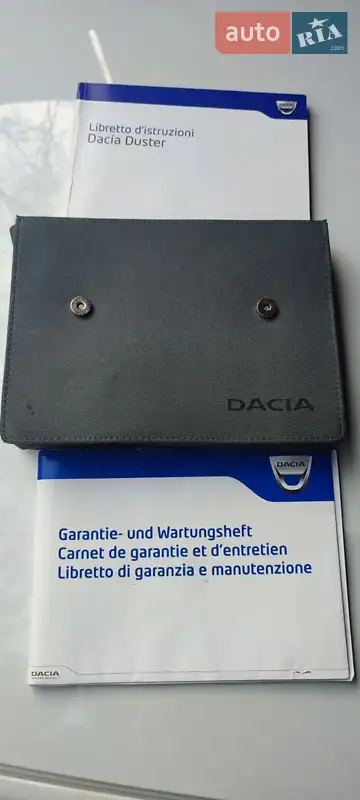 auto RIA.com
Libretto d'istruzioni
Dacia Duster
DACIA
DACIA
Garantie- und Wartungsheft
Carnet de garantie et d'entretien
Libretto di garanzia e manutenzione
DACIA